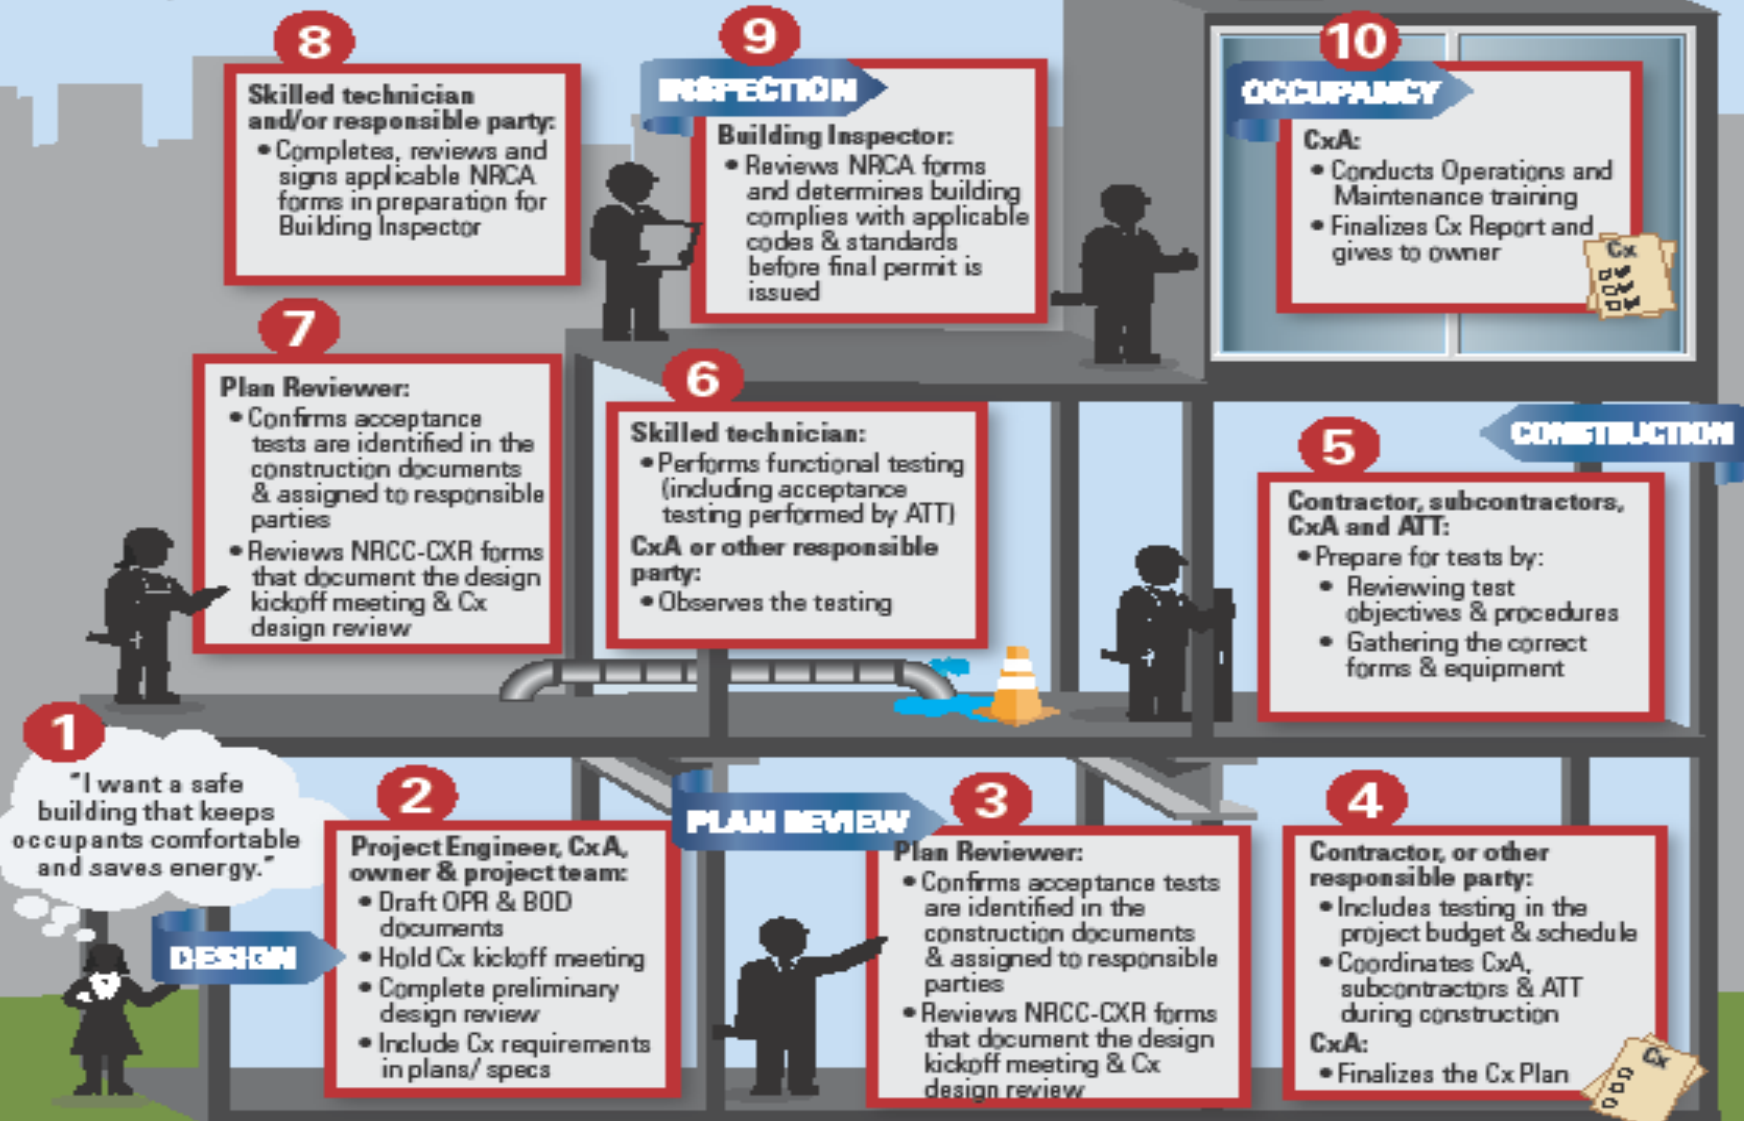 8
Skilled technician
and/or responsible party:
• Completes, reviews and
signs applicable NRCA
forms in preparation for
Building Inspector
9
INSPECTION
Building Inspector:
• Reviews NRCA forms
and determines building
complies with applicable
codes & standards
before final permit is
issued
10
OCCUPANCY
CxA:
• Conducts Operations and
Maintenance training
• Finalizes Cx Report and
gives to owner
Cx
7
Plan Reviewer:
• Confirms acceptance
tests are identified in the
construction documents
& assigned to responsible
parties
• Reviews NRCC-CXR forms
that document the design
kickoff meeting & Cx
design review
6
Skilled technician:
• Performs functional testing
(including acceptance
testing performed by ATT)
CxA or other responsible
party:
• Observes the testing
5
CONSTRUCTION
Contractor, subcontractors,
CxA and ATT:
• Prepare for tests by:
• Reviewing test
objectives & procedures
• Gathering the correct
forms & equipment
1
"I want a safe
building that keeps
occupants comfortable
and saves energy."
DESIGN
2
Project Engineer, CxA,
owner & project team:
• Draft OPR & BOD
documents
• Hold Cx kickoff meeting
• Complete preliminary
design review
• Include Cx requirements
in plans/ specs
PLAN REVIEW
3
Plan Reviewer:
• Confirms acceptance tests
are identified in the
construction documents
& assigned to responsible
parties
• Reviews NRCC-CXR forms
that document the design
kickoff meeting & Cx
design review
4
Contractor, or other
responsible party:
• Includes testing in the
project budget & schedule
• Coordinates CxA,
subcontractors & ATT
during construction
CxA:
• Finalizes the Cx Plan
Cx